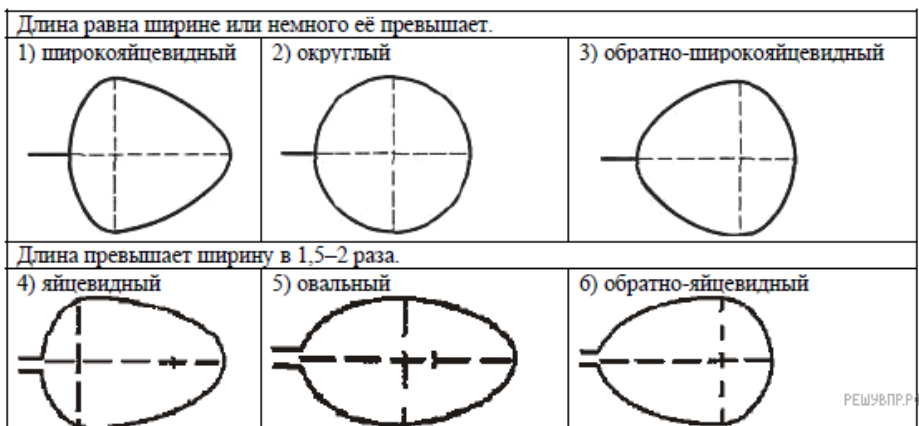 Длина равна ширине или немного её превышает.
1) широкояйцевидный 2) округлый 3) обратно-широкояйцевидный
Длина превышает ширину в 1,5–2 раза.
4) яйцевидный 5) овальный 6) обратно-яйцевидный
РЕШУВПР.Р